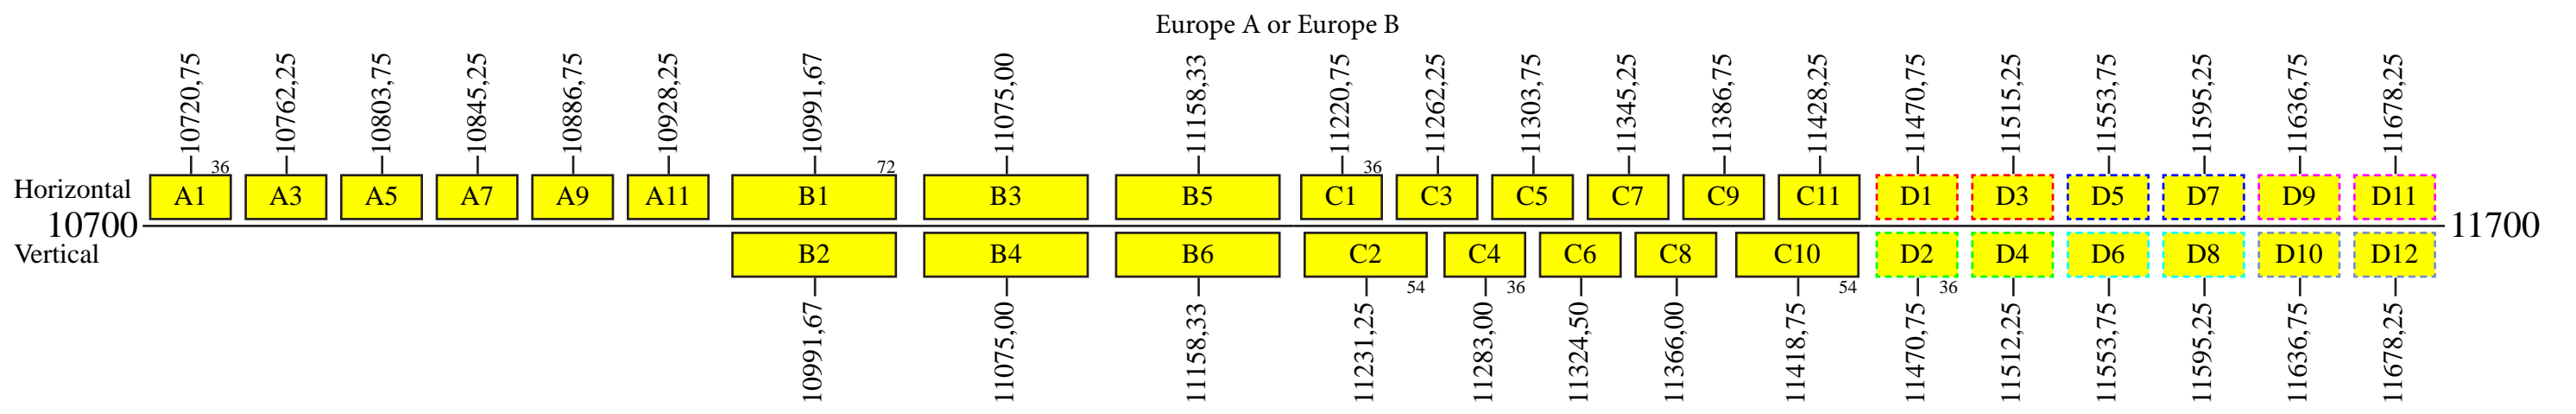 Europe A or Europe B
10720,75 10762,25 10803,75 10845,25 10886,75 10928,25 10991,67 11075,00 11158,33 11220,75 11262,25 11303,75 11345,25 11386,75 11428,25 11470,75 11515,25 11553,75 11595,25 11636,75 11678,25
36 72 36
Horizontal A1 A3 A5 A7 A9 A11 B1 B3 B5 C1 C3 C5 C7 C9 C11 D1 D3 D5 D7 D9 D11
10700 11700
Vertical B2 B4 B6 C2 C4 C6 C8 C10 D2 D4 D6 D8 D10 D12
54 36 54 36
10991,67 11075,00 11158,33 11231,25 11283,00 11324,50 11366,00 11418,75 11470,75 11512,25 11553,75 11595,25 11636,75 11678,25